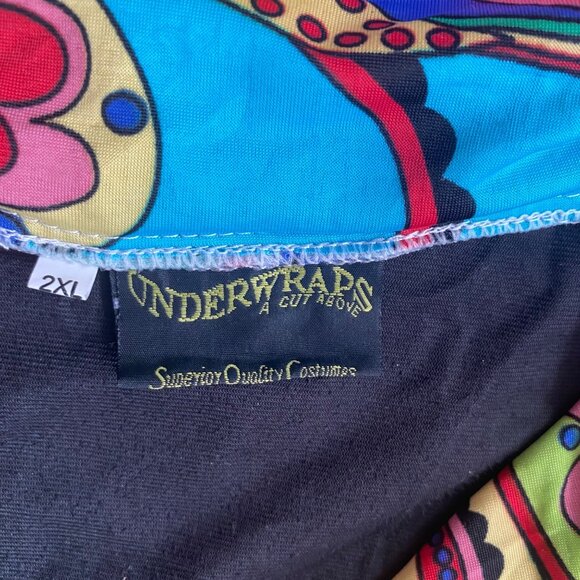 2XL
UNDERWRAPS
A CUT ABOVE
Superior Quality Costumes